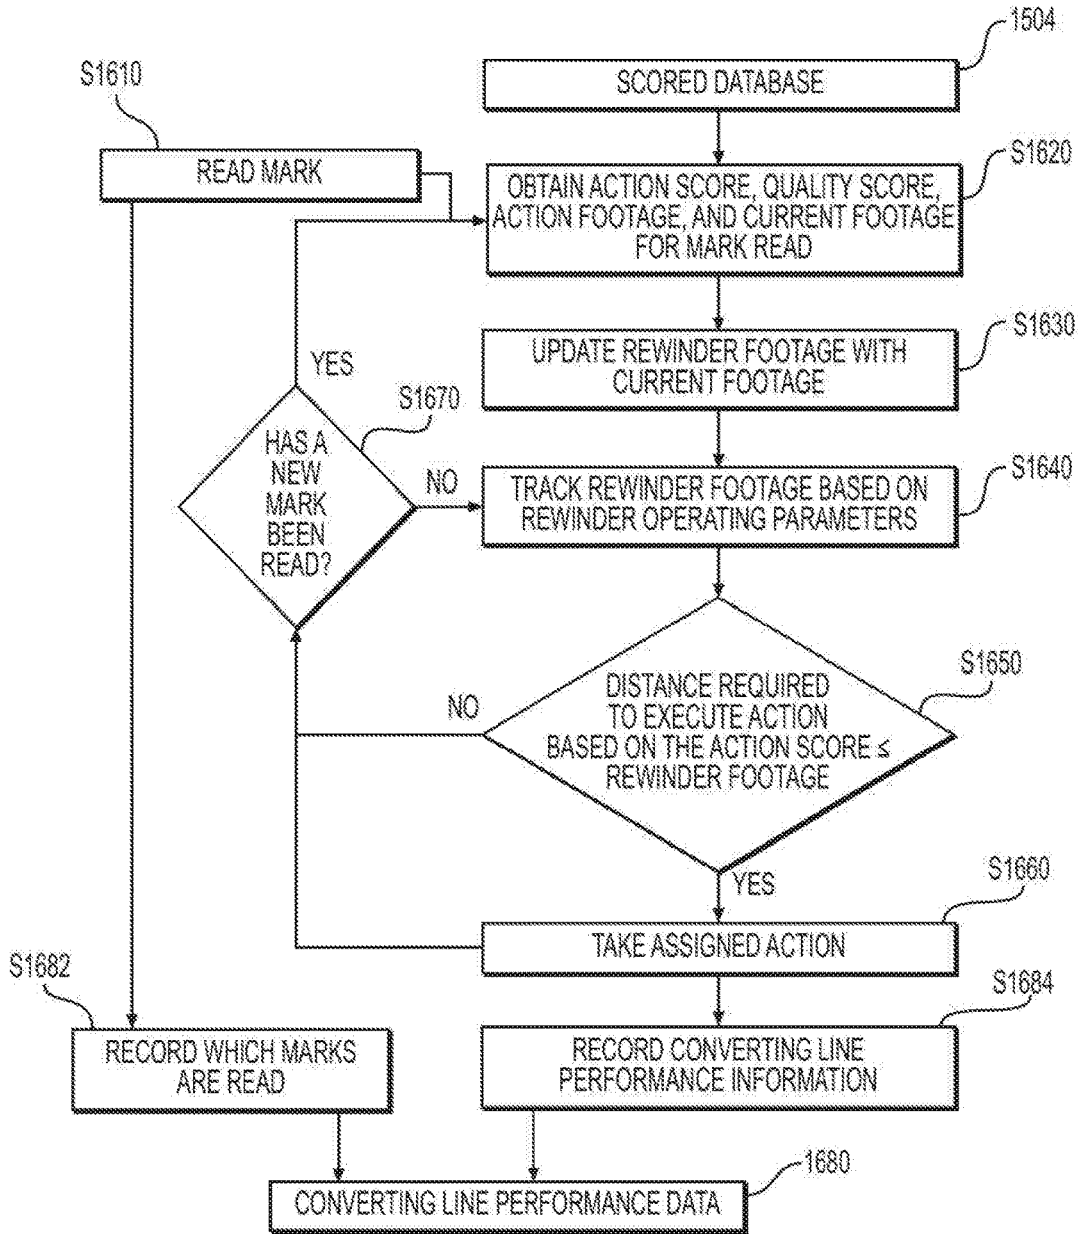 1504
SCORED DATABASE
S1610
READ MARK
S1620
OBTAIN ACTION SCORE, QUALITY SCORE,
ACTION FOOTAGE, AND CURRENT FOOTAGE
FOR MARK READ
S1630
UPDATE REWINDER FOOTAGE WITH
CURRENT FOOTAGE
YES
S1670
HAS A
NEW
MARK
BEEN
READ?
NO
S1640
TRACK REWINDER FOOTAGE BASED ON
REWINDER OPERATING PARAMETERS
S1650
DISTANCE REQUIRED
TO EXECUTE ACTION
BASED ON THE ACTION SCORE ≤
REWINDER FOOTAGE
NO
YES
S1660
TAKE ASSIGNED ACTION
S1682
RECORD WHICH MARKS
ARE READ
S1684
RECORD CONVERTING LINE
PERFORMANCE INFORMATION
1680
CONVERTING LINE PERFORMANCE DATA